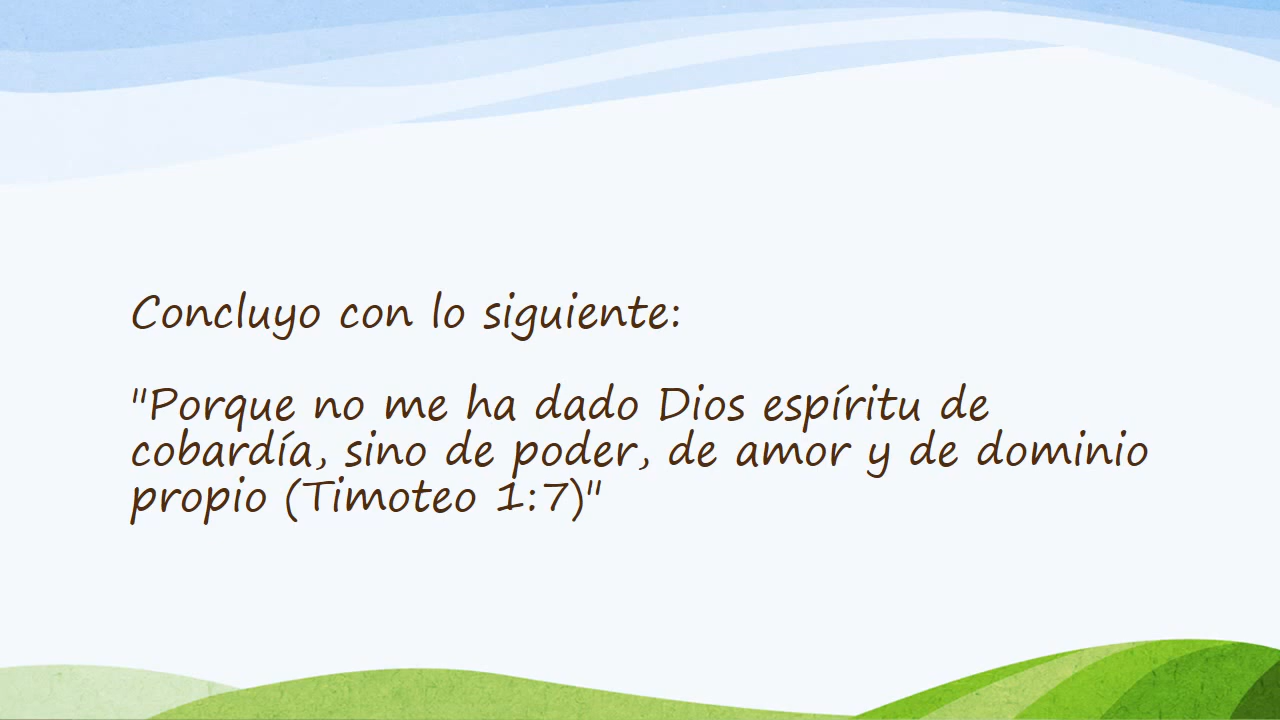 Concluyo con lo siguiente:
"Porque no me ha dado Dios espíritu de
cobardía, sino de poder, de amor y de dominio
propio (Timoteo 1:7)"